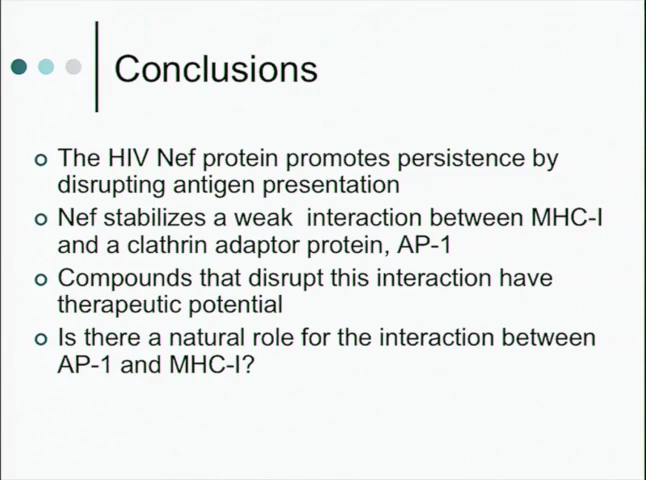 Conclusions
The HIV Nef protein promotes persistence by
disrupting antigen presentation
Nef stabilizes a weak interaction between MHC-I
and a clathrin adaptor protein, AP-1
Compounds that disrupt this interaction have
therapeutic potential
Is there a natural role for the interaction between
AP-1 and MHC-I?